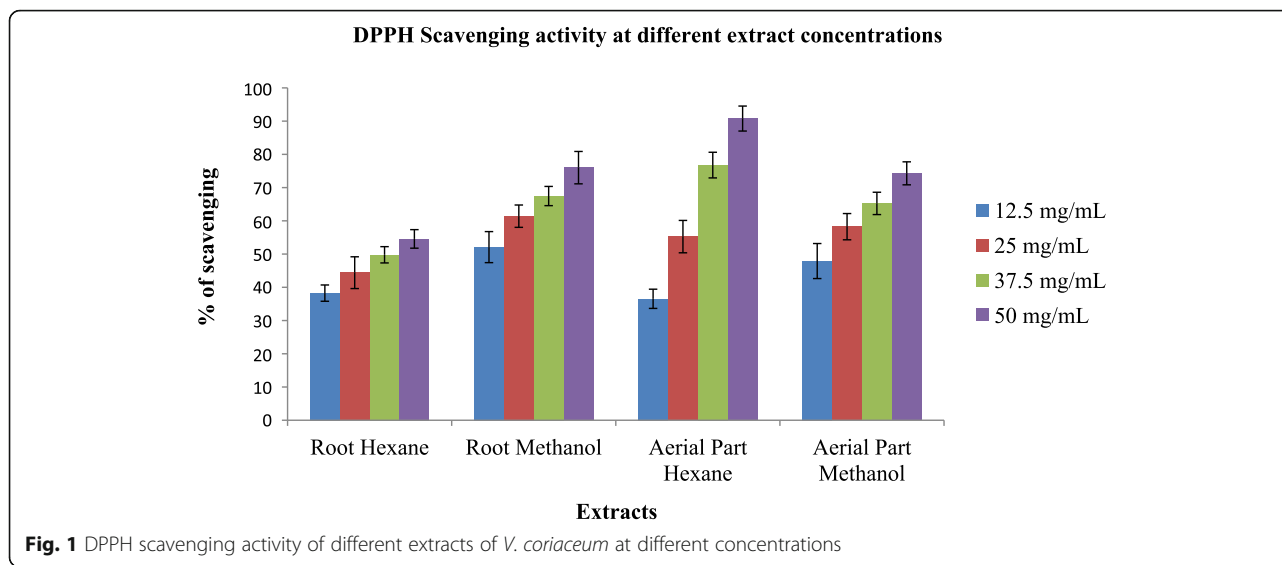 DPPH Scavenging activity at different extract concentrations
% of scavenging
100
90
80
70
60
50
40
30
20
10
0
Root Hexane
Root Methanol
Aerial Part
Hexane
Aerial Part
Methanol
Extracts
12.5 mg/mL
25 mg/mL
37.5 mg/mL
50 mg/mL
Fig. 1 DPPH scavenging activity of different extracts of V. coriaceum at different concentrations